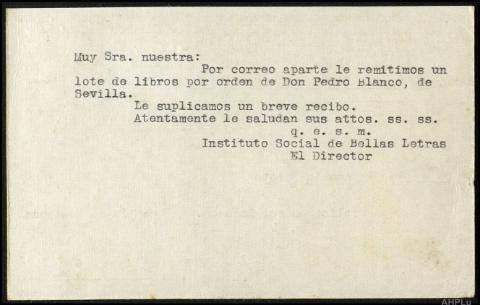 Muy Sra. nuestra:
Por correo aparte le remitimos un
lote de libros por orden de Don Pedro Blanco, de
Sevilla.
Le suplicamos un breve recibo.
Atentamente le saludan sus attos. ss. ss.
q. e. s. m.
Instituto Social de Bellas Letras
El Director
AHPLu